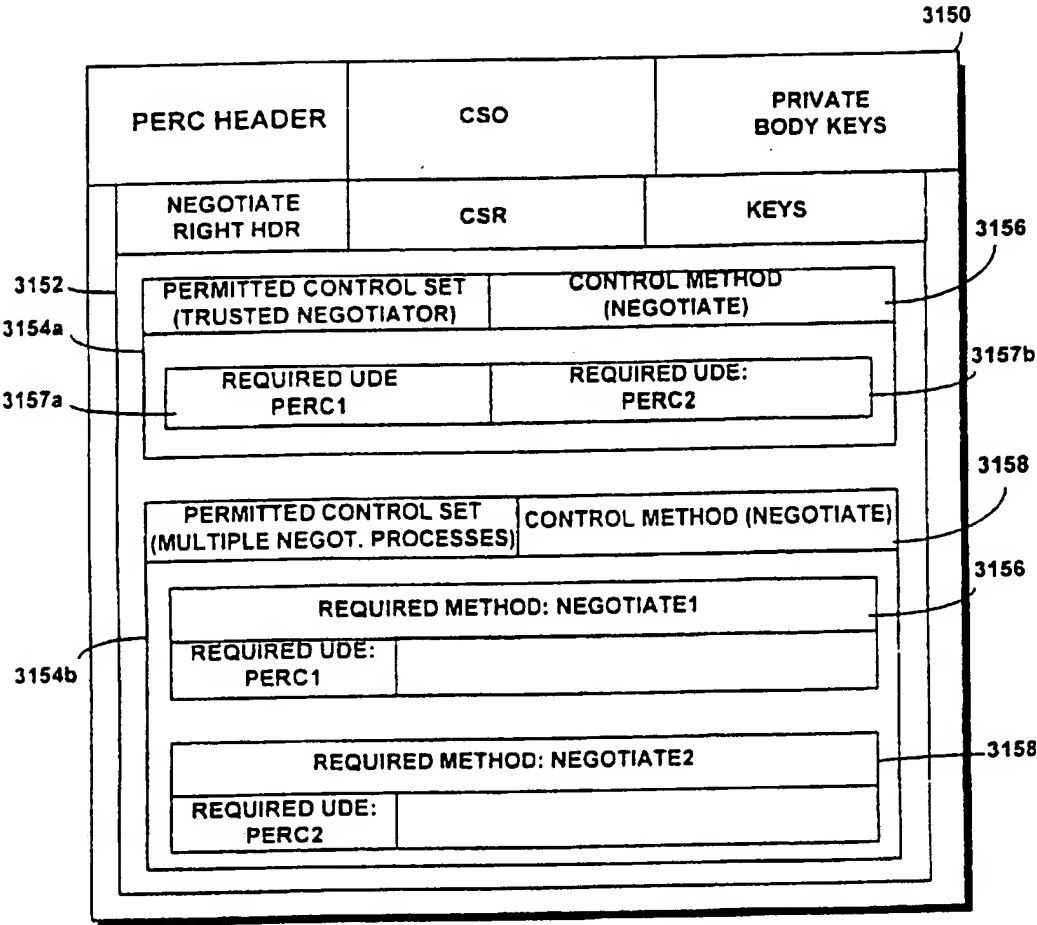 3150
PERC HEADER
CSO
PRIVATE
BODY KEYS
NEGOTIATE
RIGHT HDR
CSR
KEYS
3156
3152
PERMITTED CONTROL SET
(TRUSTED NEGOTIATOR)
CONTROL METHOD
(NEGOTIATE)
3154a
3157a
REQUIRED UDE
PERC1
REQUIRED UDE:
PERC2
3157b
3158
PERMITTED CONTROL SET
(MULTIPLE NEGOT. PROCESSES)
CONTROL METHOD (NEGOTIATE)
3156
REQUIRED METHOD: NEGOTIATE1
REQUIRED UDE:
PERC1
3154b
REQUIRED METHOD: NEGOTIATE2
3158
REQUIRED UDE:
PERC2